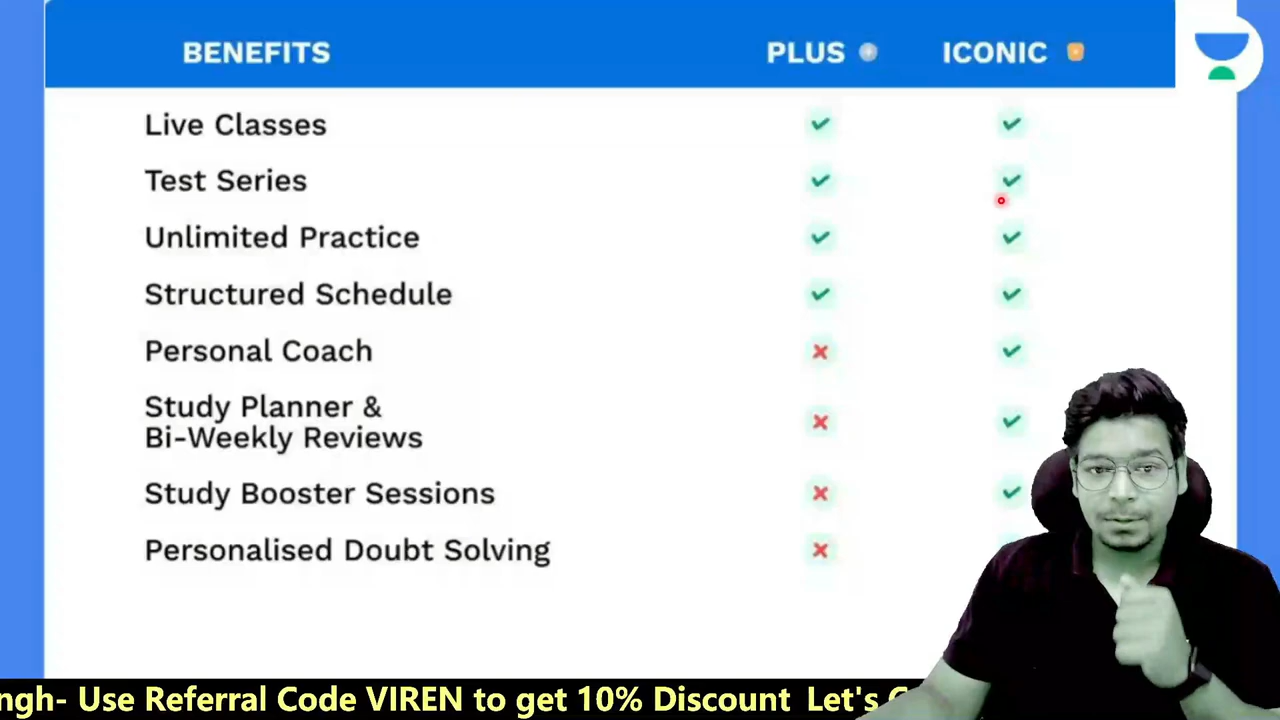 BENEFITS PLUS ICONIC
Live Classes
Test Series
Unlimited Practice
Structured Schedule
Personal Coach
Study Planner &
Bi-Weekly Reviews
Study Booster Sessions
Personalised Doubt Solving
Use Referral Code VIREN to get 10% Discount Let's